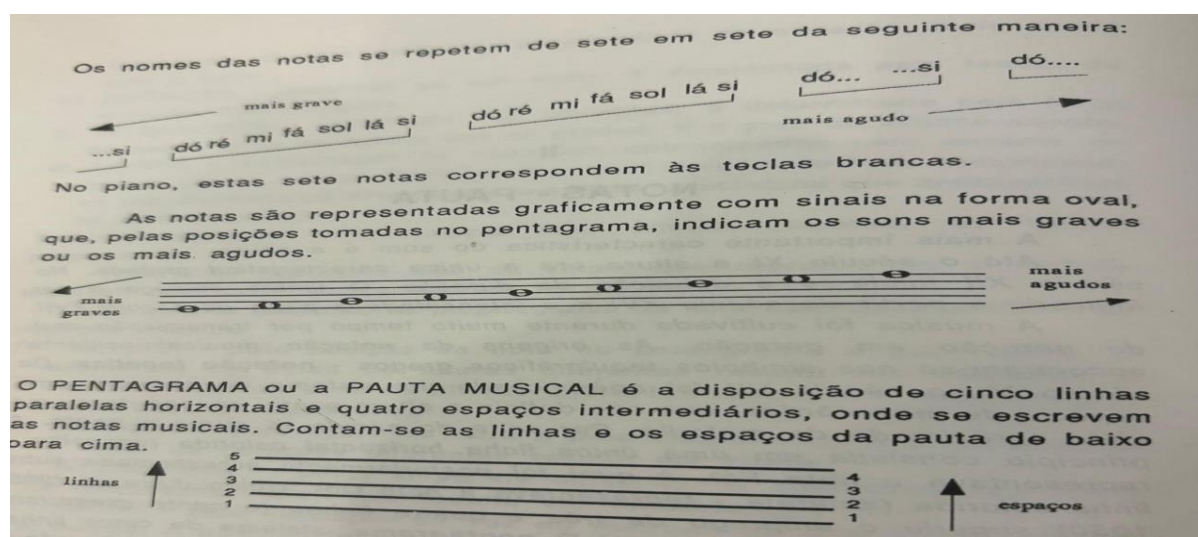 Os nomes das notas se repetem de sete em sete da seguinte maneira:
mais grave
...si dó ré mi fá sol lá si dó ré mi fá sol lá si dó... ...si dó....
mais agudo
No piano, estas sete notas correspondem às teclas brancas.
As notas são representadas graficamente com sinais na forma oval,
que, pelas posições tomadas no pentagrama, indicam os sons mais graves
ou os mais agudos.
mais
graves
mais
agudos
O PENTAGRAMA ou a PAUTA MUSICAL é a disposição de cinco linhas
paralelas horizontais e quatro espaços intermediários, onde se escrevem
as notas musicais. Contam-se as linhas e os espaços da pauta de baixo
para cima.
linhas
5
4
3
2
1
4
3
2
1
espaços